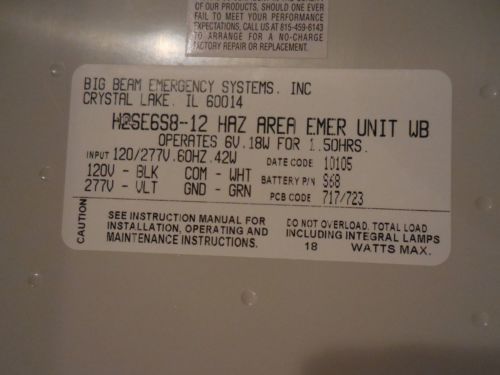 OF OUR PRODUCTS, SHOULD ONE EVER
FAIL TO MEET YOUR PERFORMANCE
EXPECTATIONS, CALL US AT 815-459-6143
TO ARRANGE FOR A NO-CHARGE
FACTORY REPAIR OR REPLACEMENT.
BIG BEAM EMERGENCY SYSTEMS. INC
CRYSTAL LAKE. IL 60014
H2SE6S8-12 HAZ AREA EMER UNIT WB
OPERATES 6V.18W FOR 1.50HRS.
INPUT 120/277V.60HZ.42W DATE CODE 10105
120V - BLK COM - WHT BATTERY P/N S68
277V - VLT GND - GRN PCB CODE 717/723
CAUTION
SEE INSTRUCTION MANUAL FOR
INSTALLATION, OPERATING AND
MAINTENANCE INSTRUCTIONS.
DO NOT OVERLOAD. TOTAL LOAD
INCLUDING INTEGRAL LAMPS
18 WATTS MAX.